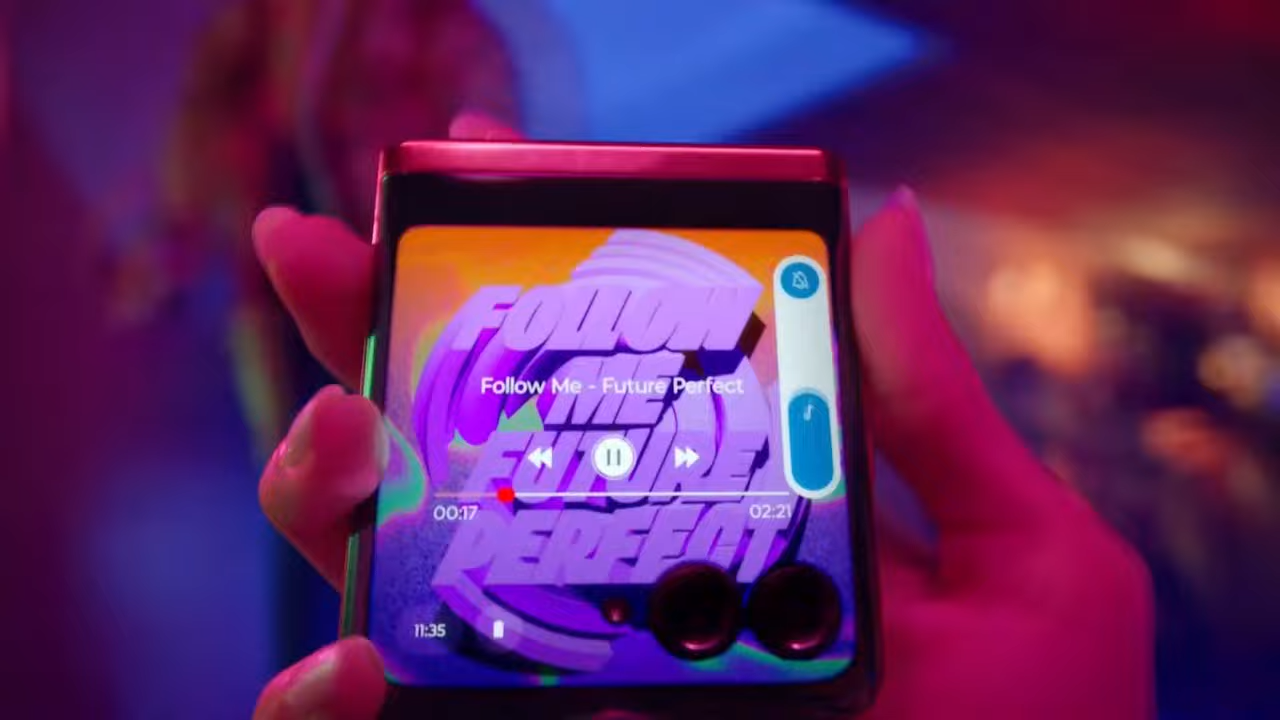 FOLLOW
ME
Follow Me - Future Perfect
FUTURE
00:17
02:21
PERFECT
11:35